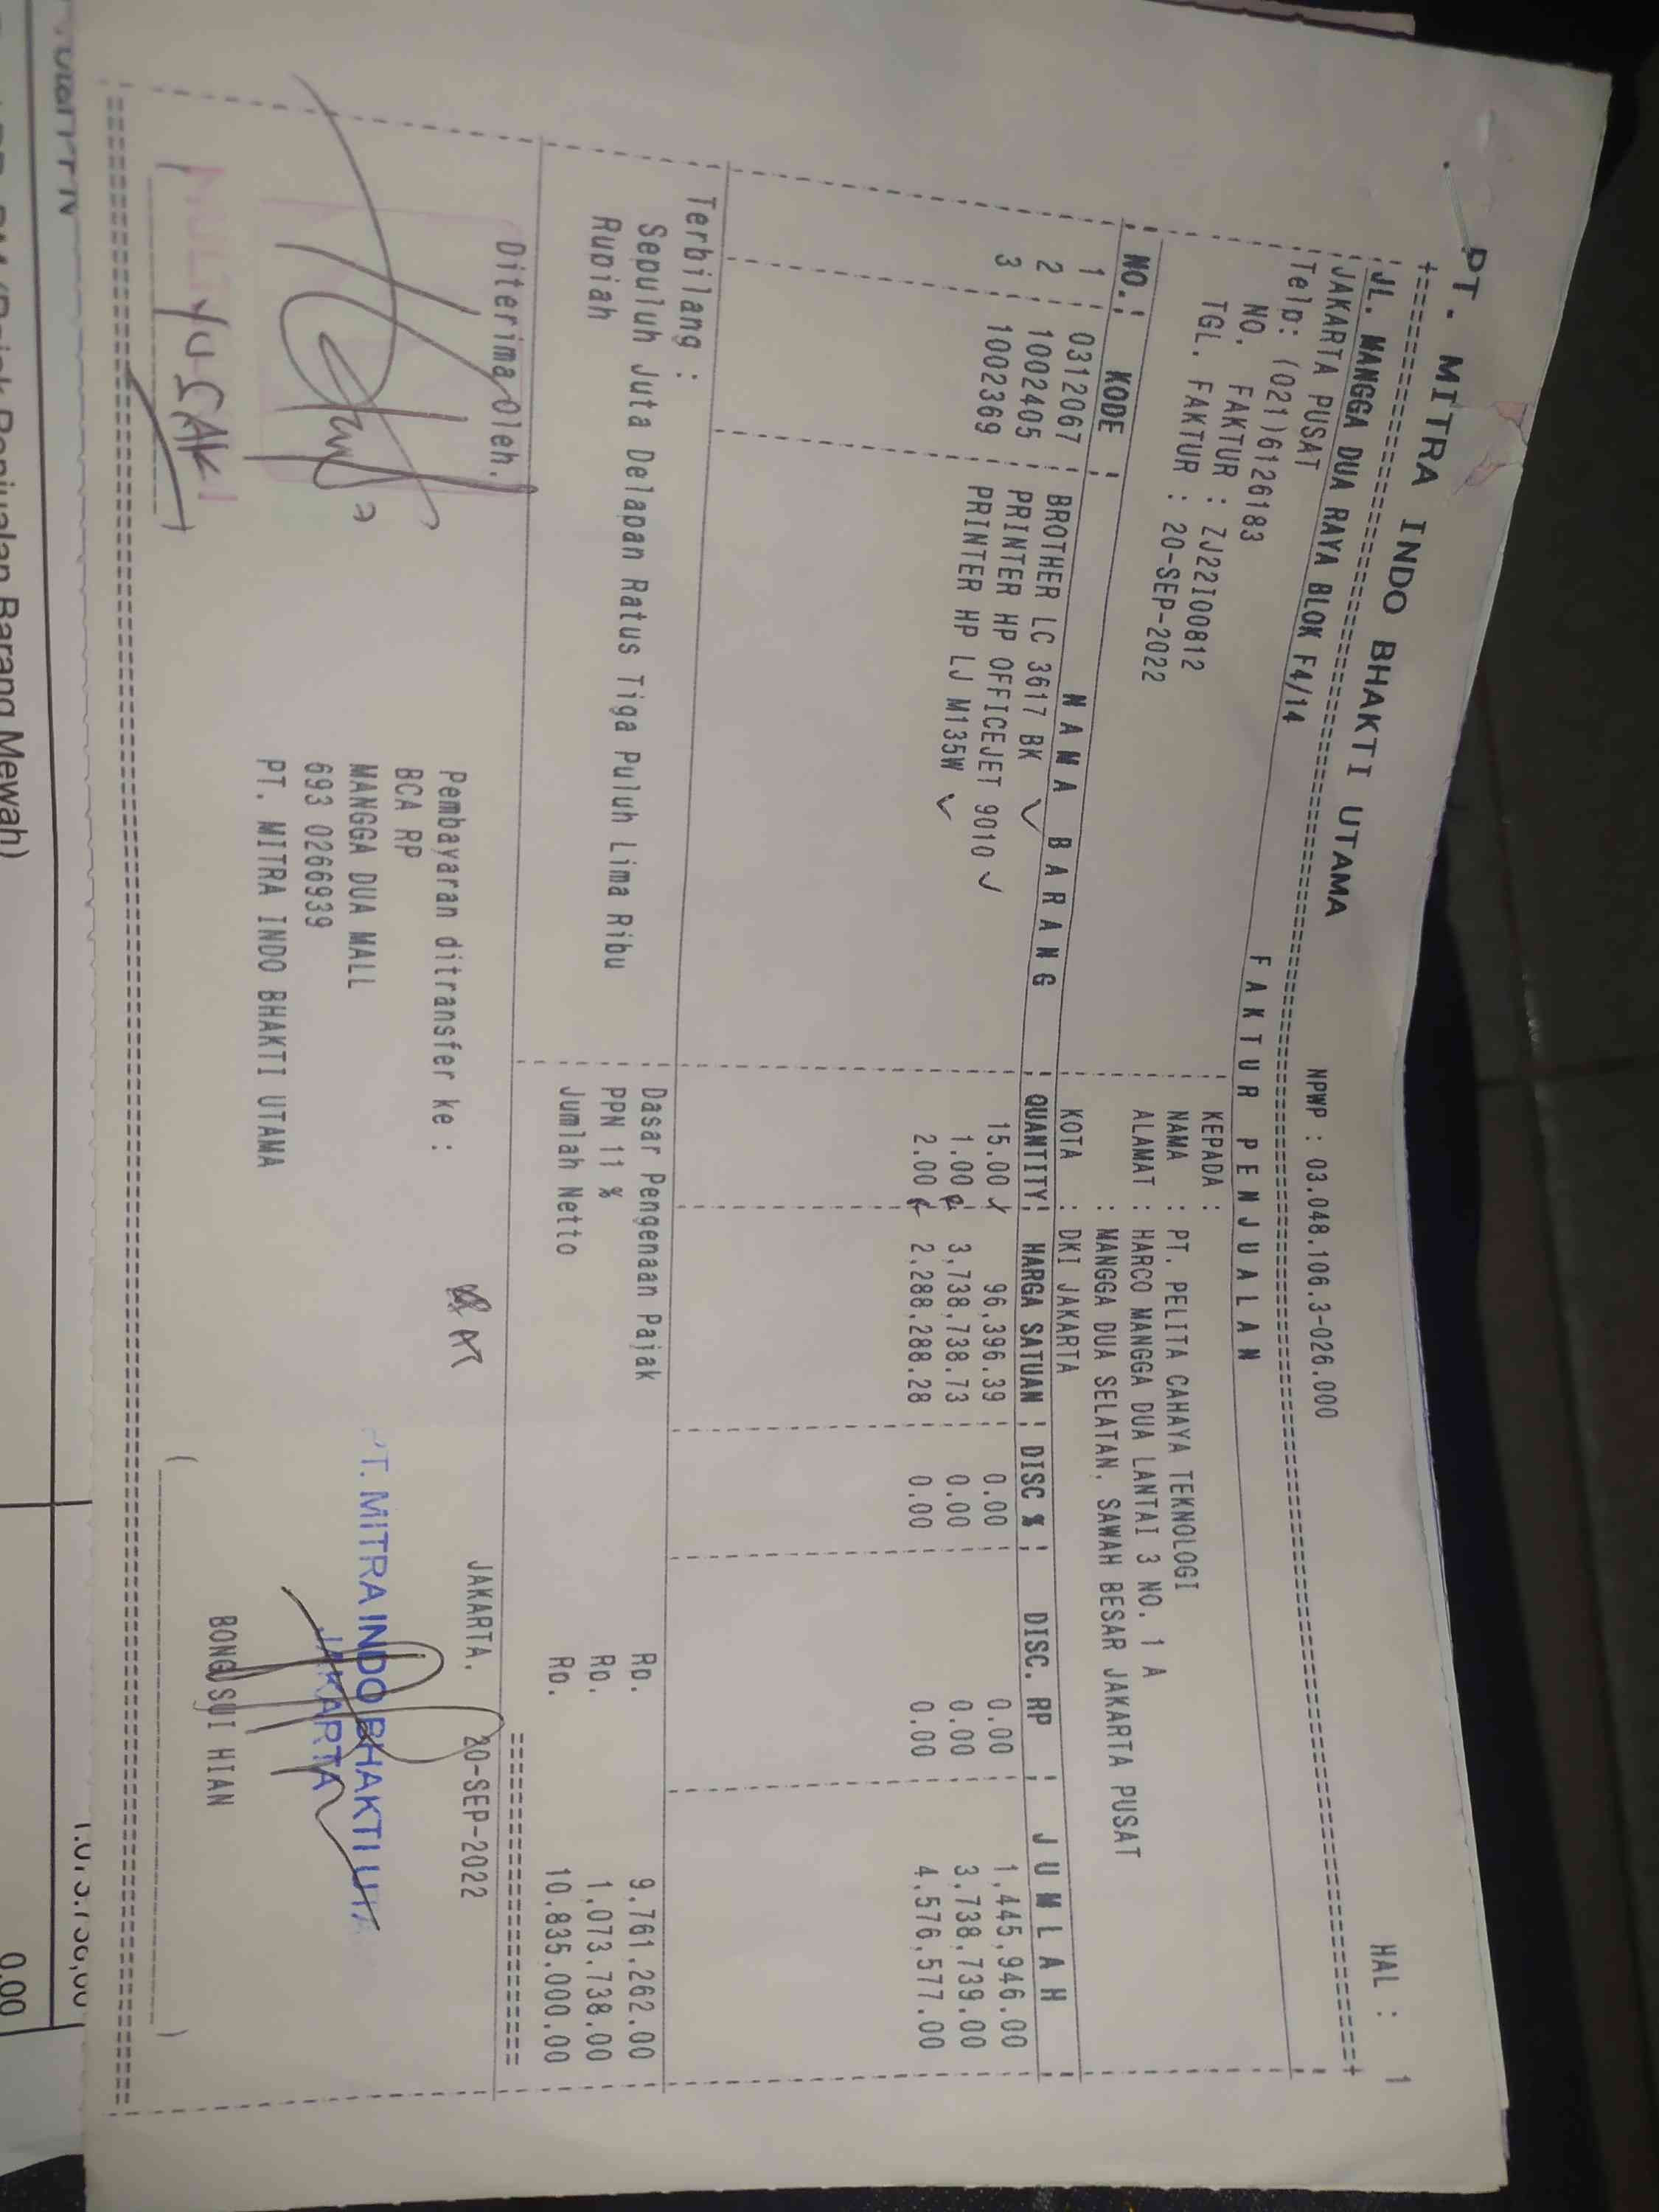 PT. MITRA INDO BHAKTI UTAMA NPWP : 03.048.106.3-026.000 HAL : 1
JL. MANGGA DUA RAYA BLOK F4/14
JAKARTA PUSAT
Telp: (021)6126183
FAKTUR PENJUALAN
NO. FAKTUR : ZJ22I00812
TGL. FAKTUR : 20-SEP-2022
KEPADA :
NAMA : PT. PELITA CAHAYA TEKNOLOGI
ALAMAT : HARCO MANGGA DUA LANTAI 3 NO. 1 A
: MANGGA DUA SELATAN, SAWAH BESAR JAKARTA PUSAT
KOTA : DKI JAKARTA
NO. KODE NAMA BARANG QUANTITY HARGA SATUAN DISC % DISC. RP JUMLAH
1 0312067 BROTHER LC 3617 BK 15.00 96,396.39 0.00 0.00 1,445,946.00
2 1002405 PRINTER HP OFFICEJET 9010 1.00 3,738,738.73 0.00 0.00 3,738,739.00
3 1002369 PRINTER HP LJ M135W 2.00 2,288,288.28 0.00 0.00 4,576,577.00
Terbilang :
Sepuluh Juta Delapan Ratus Tiga Puluh Lima Ribu
Rupiah
Dasar Pengenaan Pajak Rp. 9,761,262.00
PPN 11 % Rp. 1,073,738.00
Jumlah Netto Rp. 10,835,000.00
Diterima Oleh,
Pembayaran ditransfer ke :
BCA RP
MANGGA DUA MALL
693 0266939
PT. MITRA INDO BHAKTI UTAMA
JAKARTA, 20-SEP-2022
PT. MITRA INDO BHAKTI UTA
JAKARTA
BONG SUI HIAN
Penjualan Barang Mewah)
0,00